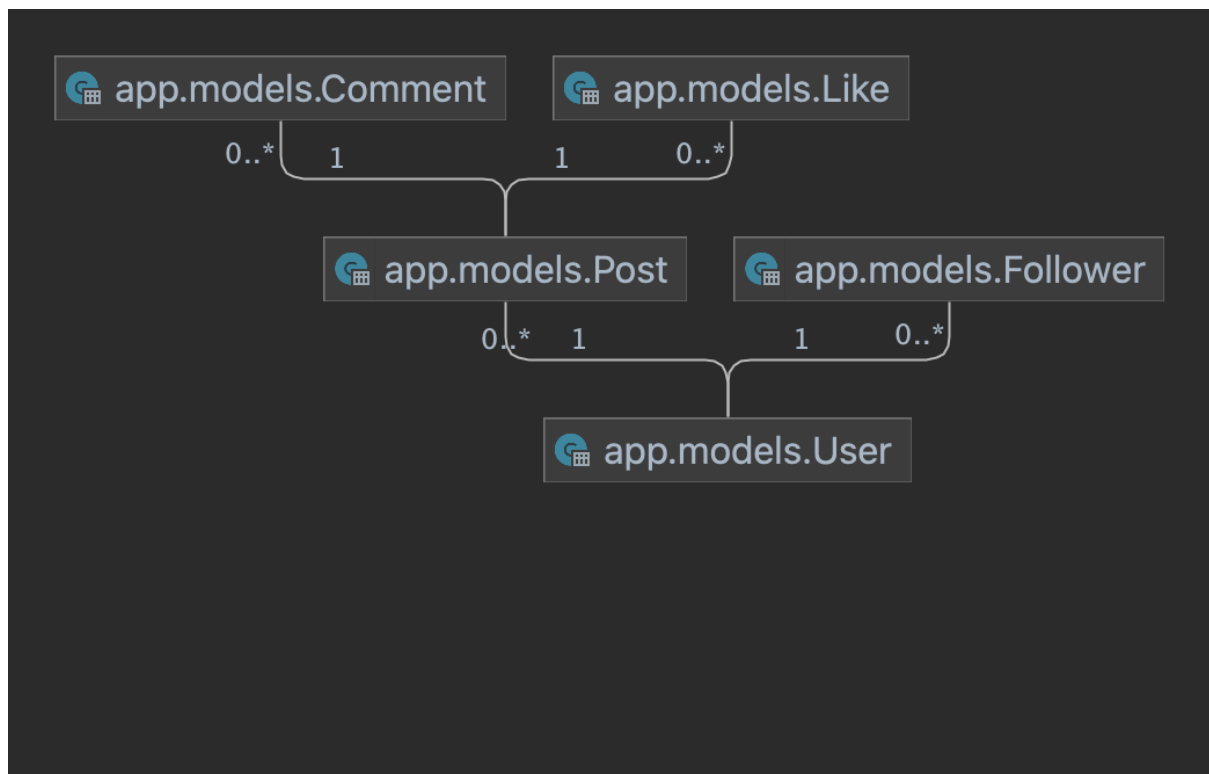 app.models.Comment
app.models.Like
0..*
1
1
0..*
app.models.Post
app.models.Follower
0..*
1
1
0..*
app.models.User